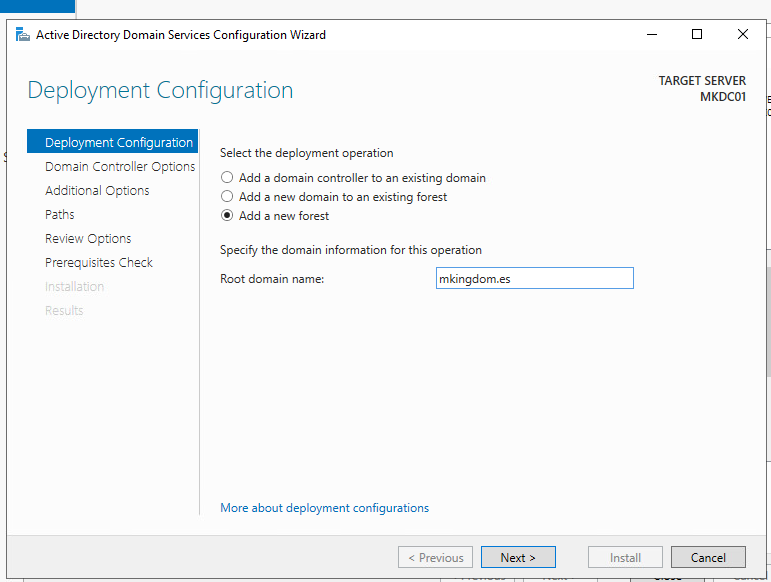 Active Directory Domain Services Configuration Wizard
Deployment Configuration
TARGET SERVER
MKDC01
Deployment Configuration
Domain Controller Options
Additional Options
Paths
Review Options
Prerequisites Check
Installation
Results
Select the deployment operation
Add a domain controller to an existing domain
Add a new domain to an existing forest
Add a new forest
Specify the domain information for this operation
Root domain name:
mkingdom.es
More about deployment configurations
< Previous
Next >
Install
Cancel